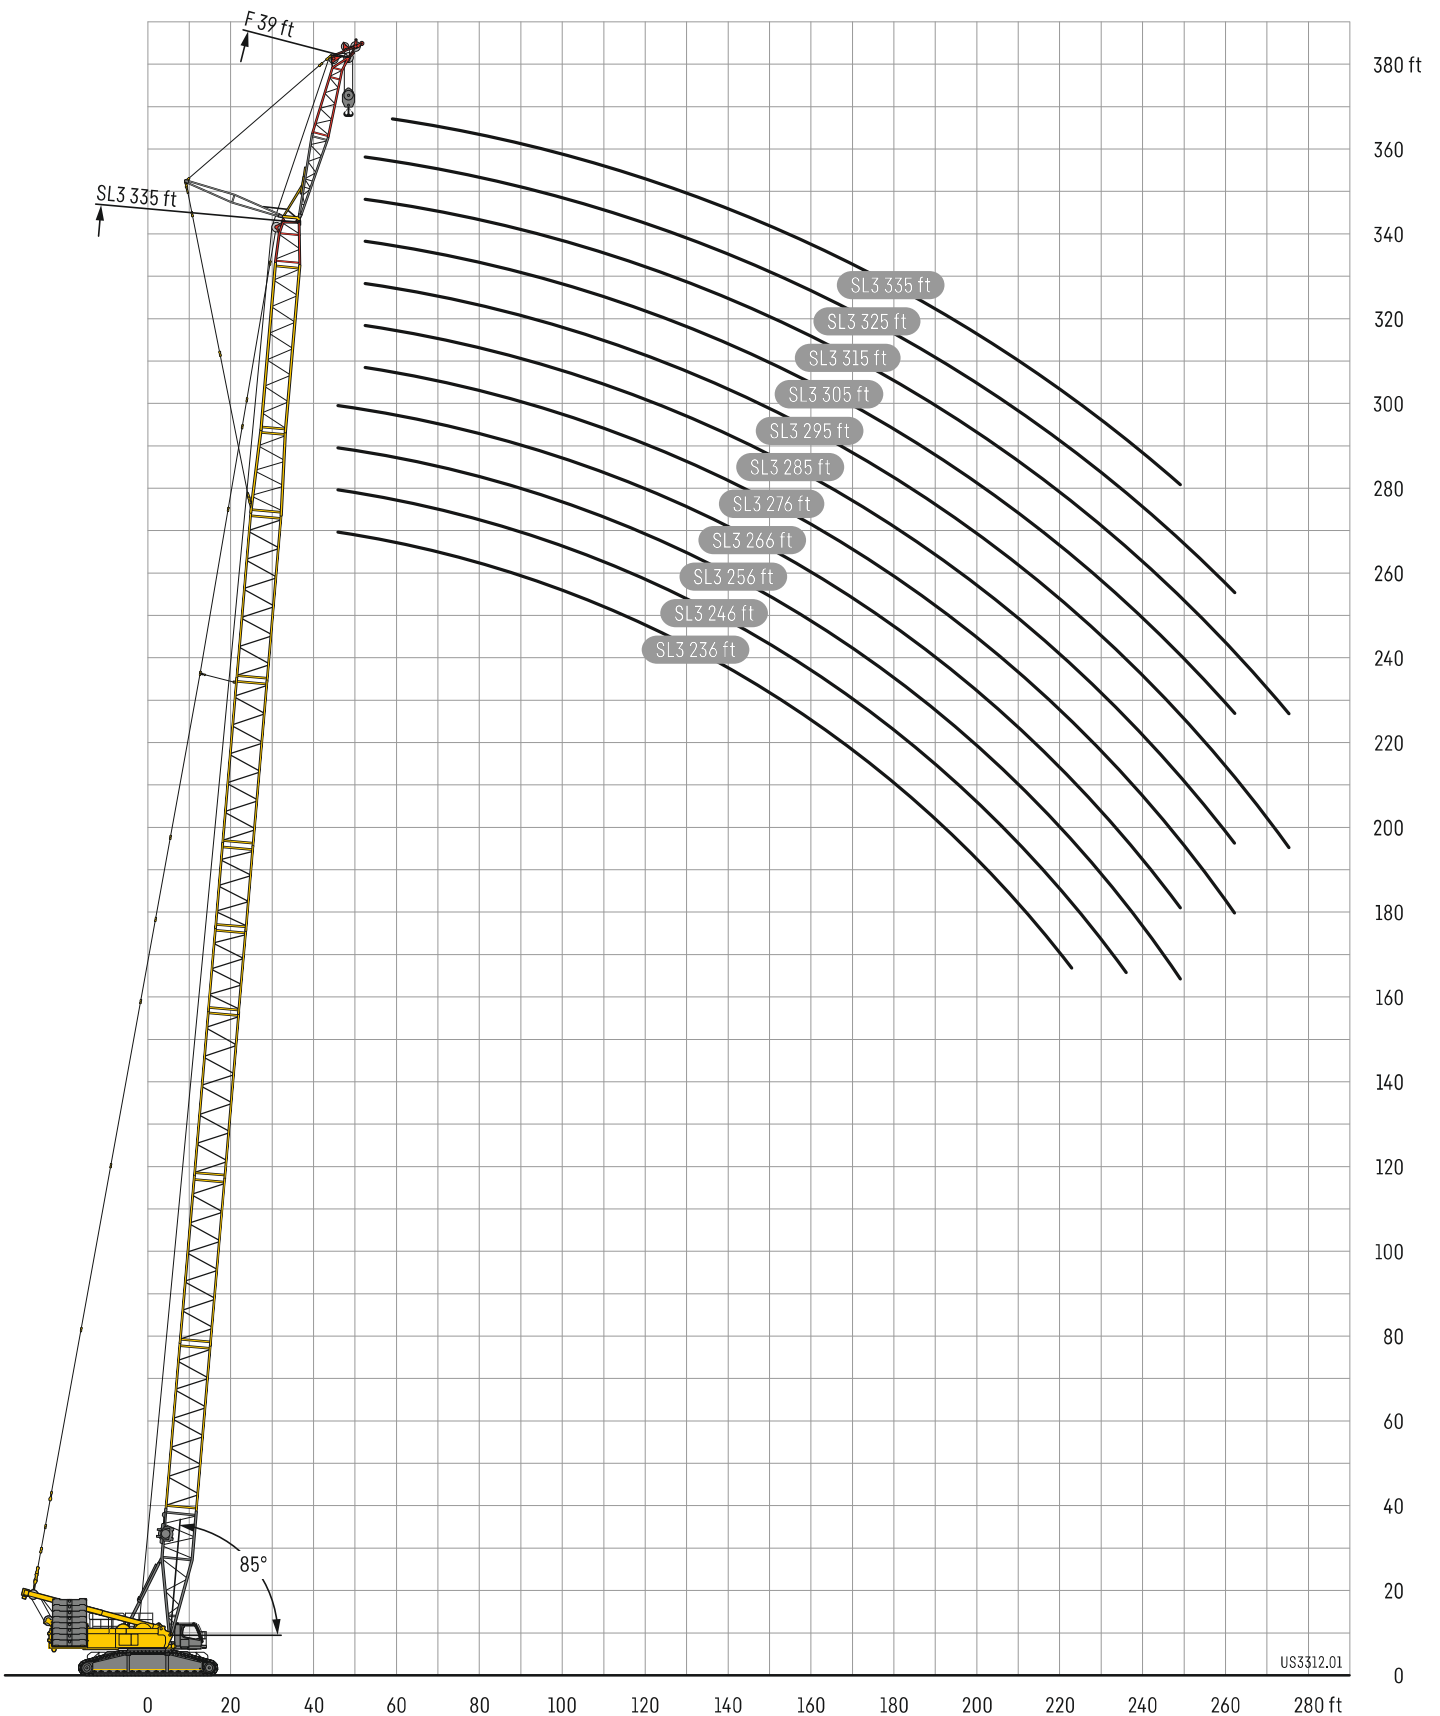 F 39 ft
380 ft
360
SL3 335 ft
340
SL3 335 ft
320
SL3 325 ft
SL3 315 ft
300
SL3 305 ft
SL3 295 ft
280
SL3 285 ft
SL3 276 ft
260
SL3 266 ft
SL3 256 ft
SL3 246 ft
240
SL3 236 ft
220
200
180
160
140
120
100
80
60
40
85°
20
US3312.01
0
0 20 40 60 80 100 120 140 160 180 200 220 240 260 280 ft